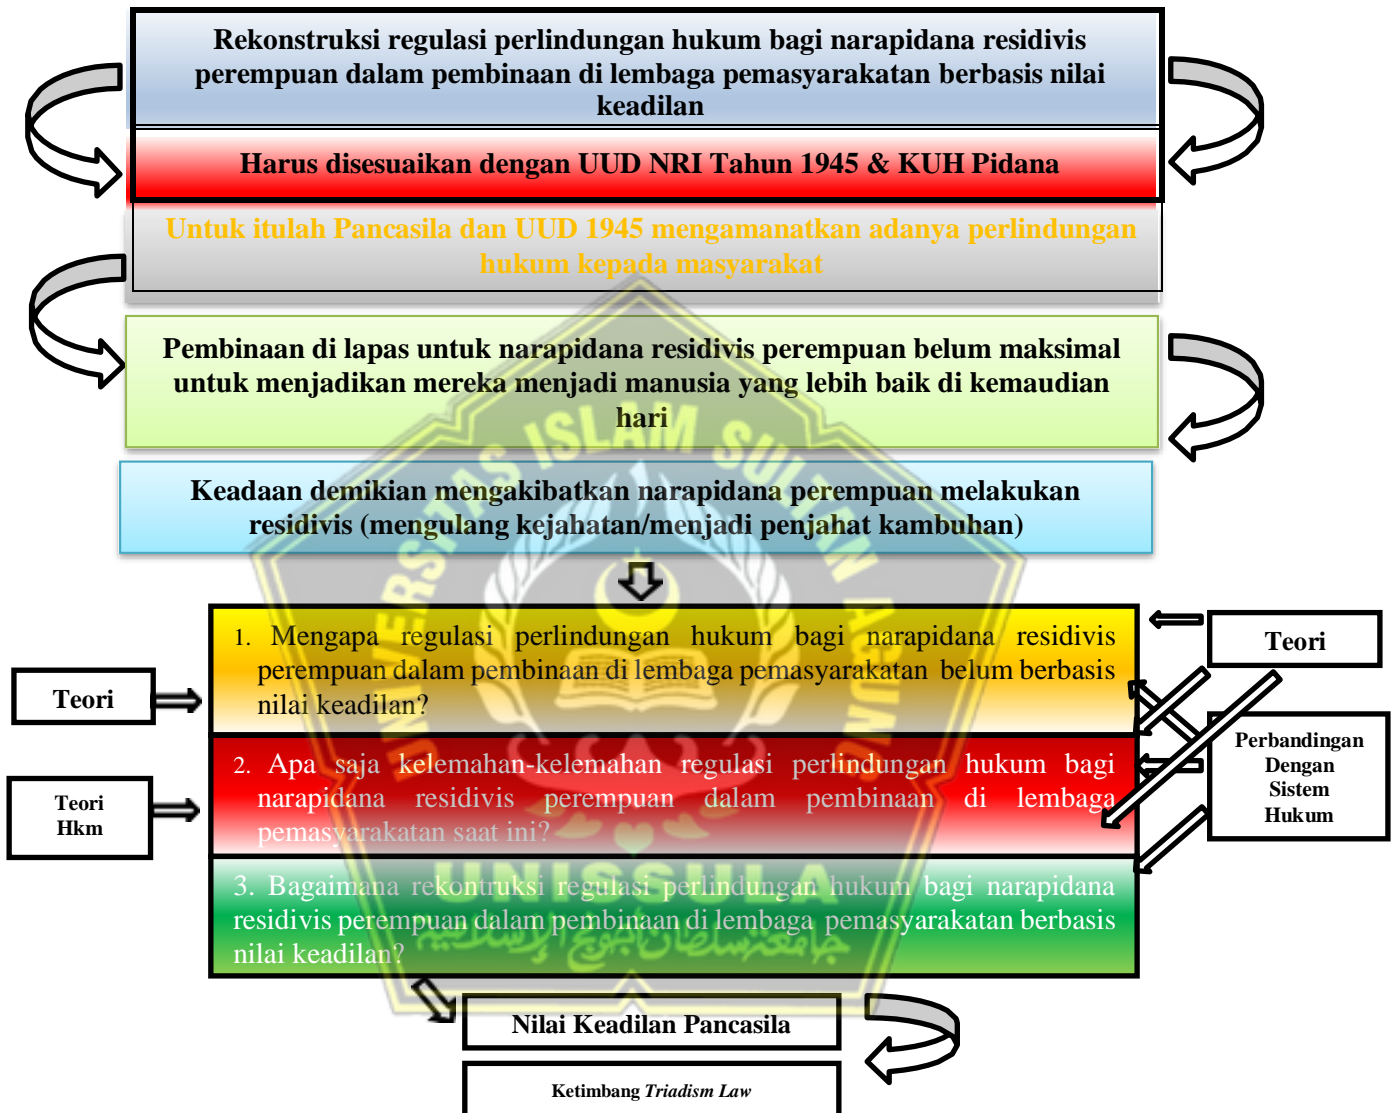 Rekonstruksi regulasi perlindungan hukum bagi narapidana residivis
perempuan dalam pembinaan di lembaga pemasyarakatan berbasis nilai
keadilan
Harus disesuaikan dengan UUD NRI Tahun 1945 & KUH Pidana
Untuk itulah Pancasila dan UUD 1945 mengamanatkan adanya perlindungan
hukum kepada masyarakat
Pembinaan di lapas untuk narapidana residivis perempuan belum maksimal
untuk menjadikan mereka menjadi manusia yang lebih baik di kemaudian
hari
Keadaan demikian mengakibatkan narapidana perempuan melakukan
residivis (mengulang kejahatan/menjadi penjahat kambuhan)
1. Mengapa regulasi perlindungan hukum bagi narapidana residivis
perempuan dalam pembinaan di lembaga pemasyarakatan belum berbasis
nilai keadilan?
2. Apa saja kelemahan-kelemahan regulasi perlindungan hukum bagi
narapidana residivis perempuan dalam pembinaan di lembaga
pemasyarakatan saat ini?
3. Bagaimana rekontruksi regulasi perlindungan hukum bagi narapidana
residivis perempuan dalam pembinaan di lembaga pemasyarakatan berbasis
nilai keadilan?
Teori
Teori
Hkm
Teori
Perbandingan
Dengan
Sistem
Hukum
Nilai Keadilan Pancasila
Ketimbang Triadism Law
UNIVERSITAS ISLAM SULTAN AGUNG
UNISSULA
جامعتسلطان أجونج الإسلامية